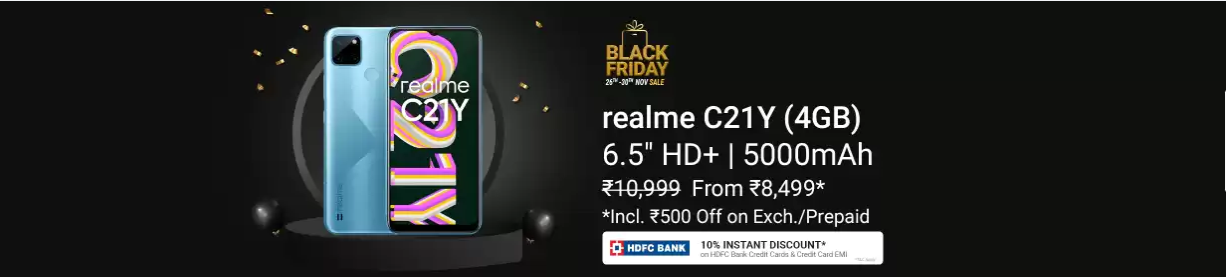 realme
C21Y
C21Y
realme
BLACK
FRIDAY
26TH -30TH NOV SALE
realme C21Y (4GB)
6.5" HD+ | 5000mAh
₹10,999 From ₹8,499*
*Incl. ₹500 Off on Exch./Prepaid
HDFC BANK
10% INSTANT DISCOUNT*
on HDFC Bank Credit Cards & Credit Card EMI